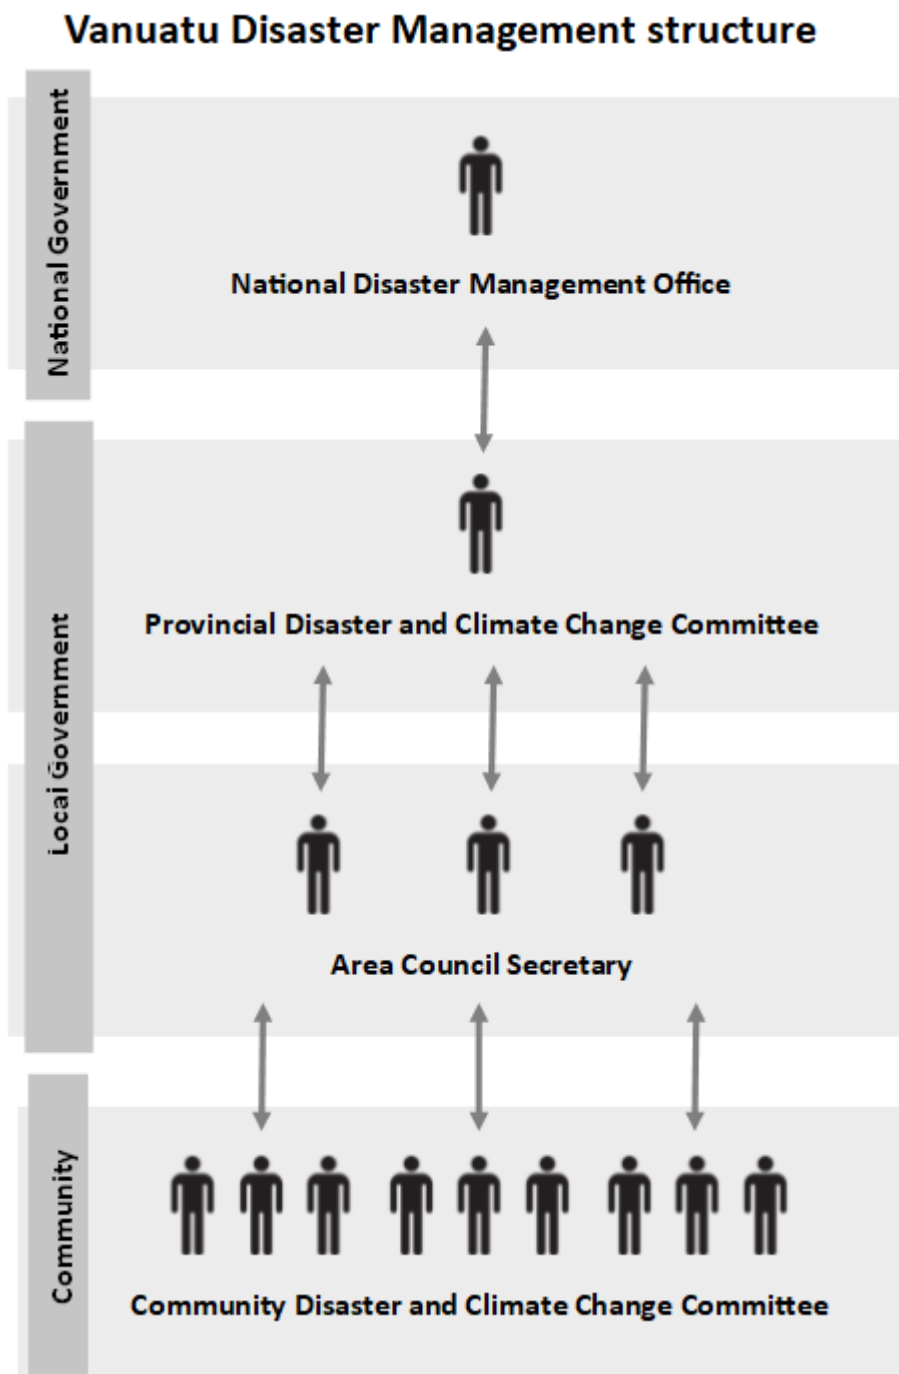 Vanuatu Disaster Management structure
National Government
National Disaster Management Office
Local Government
Provincial Disaster and Climate Change Committee
Area Council Secretary
Community
Community Disaster and Climate Change Committee